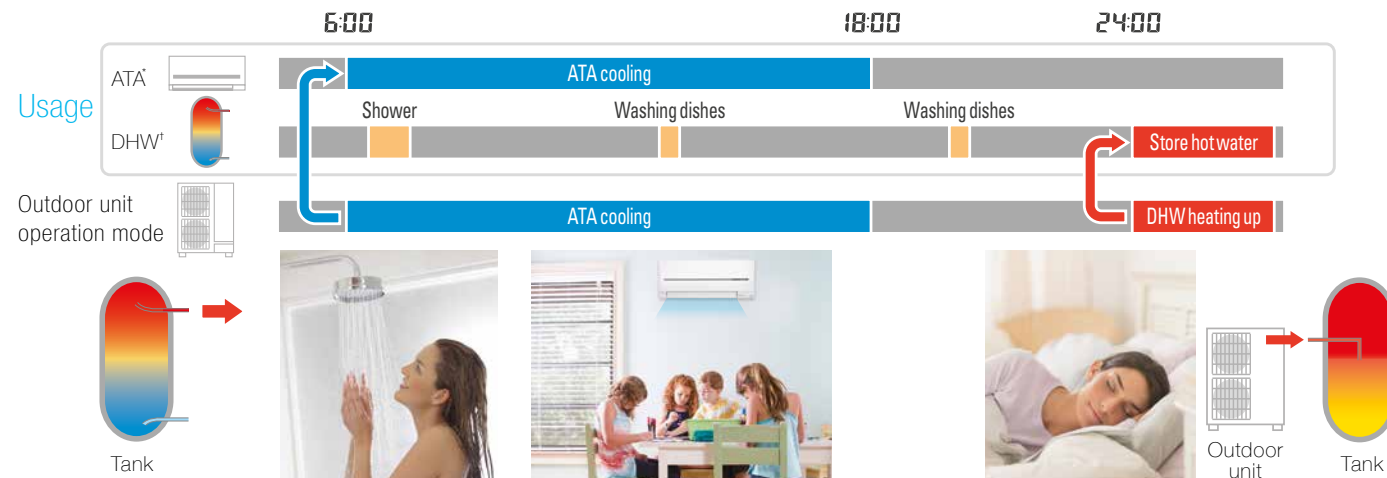 6:00 18:00 24:00
ATA*
ATA cooling
Usage
Shower Washing dishes Washing dishes
DHW†
Store hot water
Outdoor unit
operation mode
ATA cooling
DHW heating up
Tank
Outdoor
unit
Tank